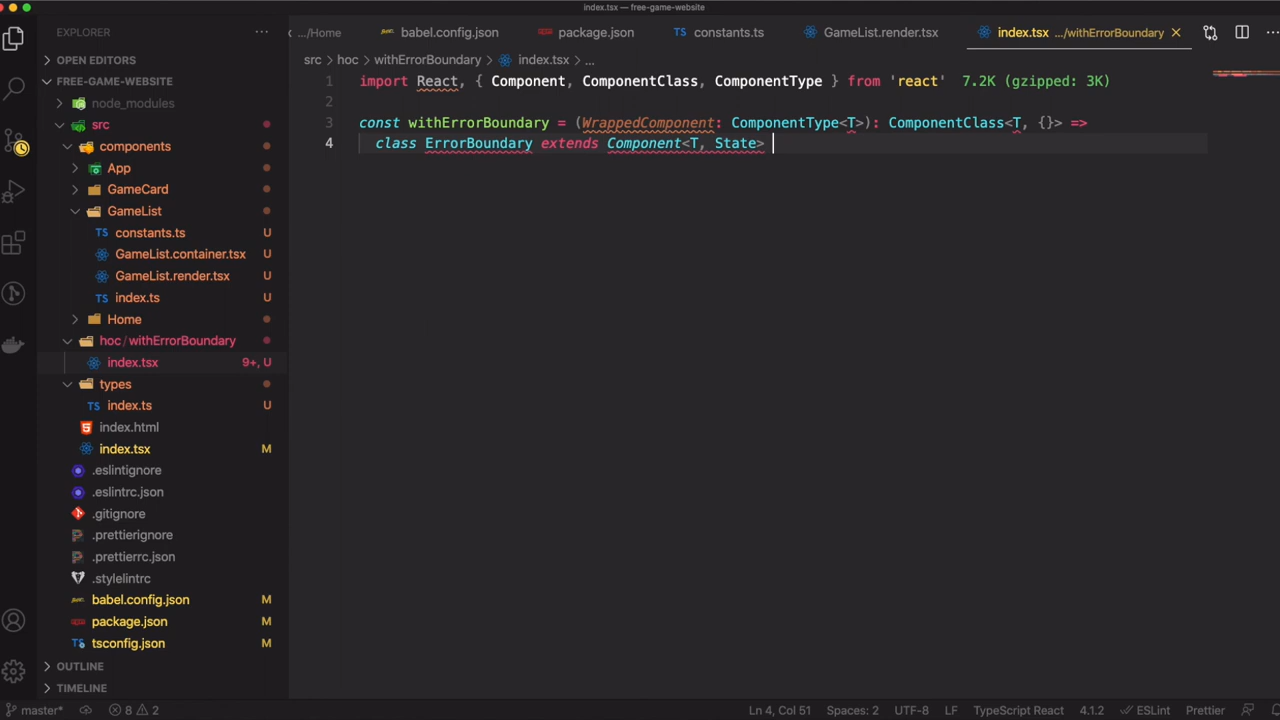 index.tsx — free-game-website
EXPLORER
.../Home
babel.config.json
package.json
constants.ts
GameList.render.tsx
index.tsx .../withErrorBoundary
OPEN EDITORS
src > hoc > withErrorBoundary > index.tsx > ...
FREE-GAME-WEBSITE
node_modules
src
components
App
GameCard
GameList
constants.ts U
GameList.container.tsx U
GameList.render.tsx U
index.ts U
Home
hoc / withErrorBoundary
index.tsx 9+, U
types
index.ts U
index.html
index.tsx M
.eslintignore
.eslintrc.json
.gitignore
.prettierignore
.prettierrc.json
.stylelintrc
babel.config.json M
package.json M
tsconfig.json M
OUTLINE
TIMELINE
1 import React, { Component, ComponentClass, ComponentType } from 'react' 7.2K (gzipped: 3K)
2
3 const withErrorBoundary = (WrappedComponent: ComponentType<T>): ComponentClass<T, {}> =>
4 class ErrorBoundary extends Component<T, State>
master* 8 2 Ln 4, Col 51 Spaces: 2 UTF-8 LF TypeScript React 4.1.2 ESLint Prettier